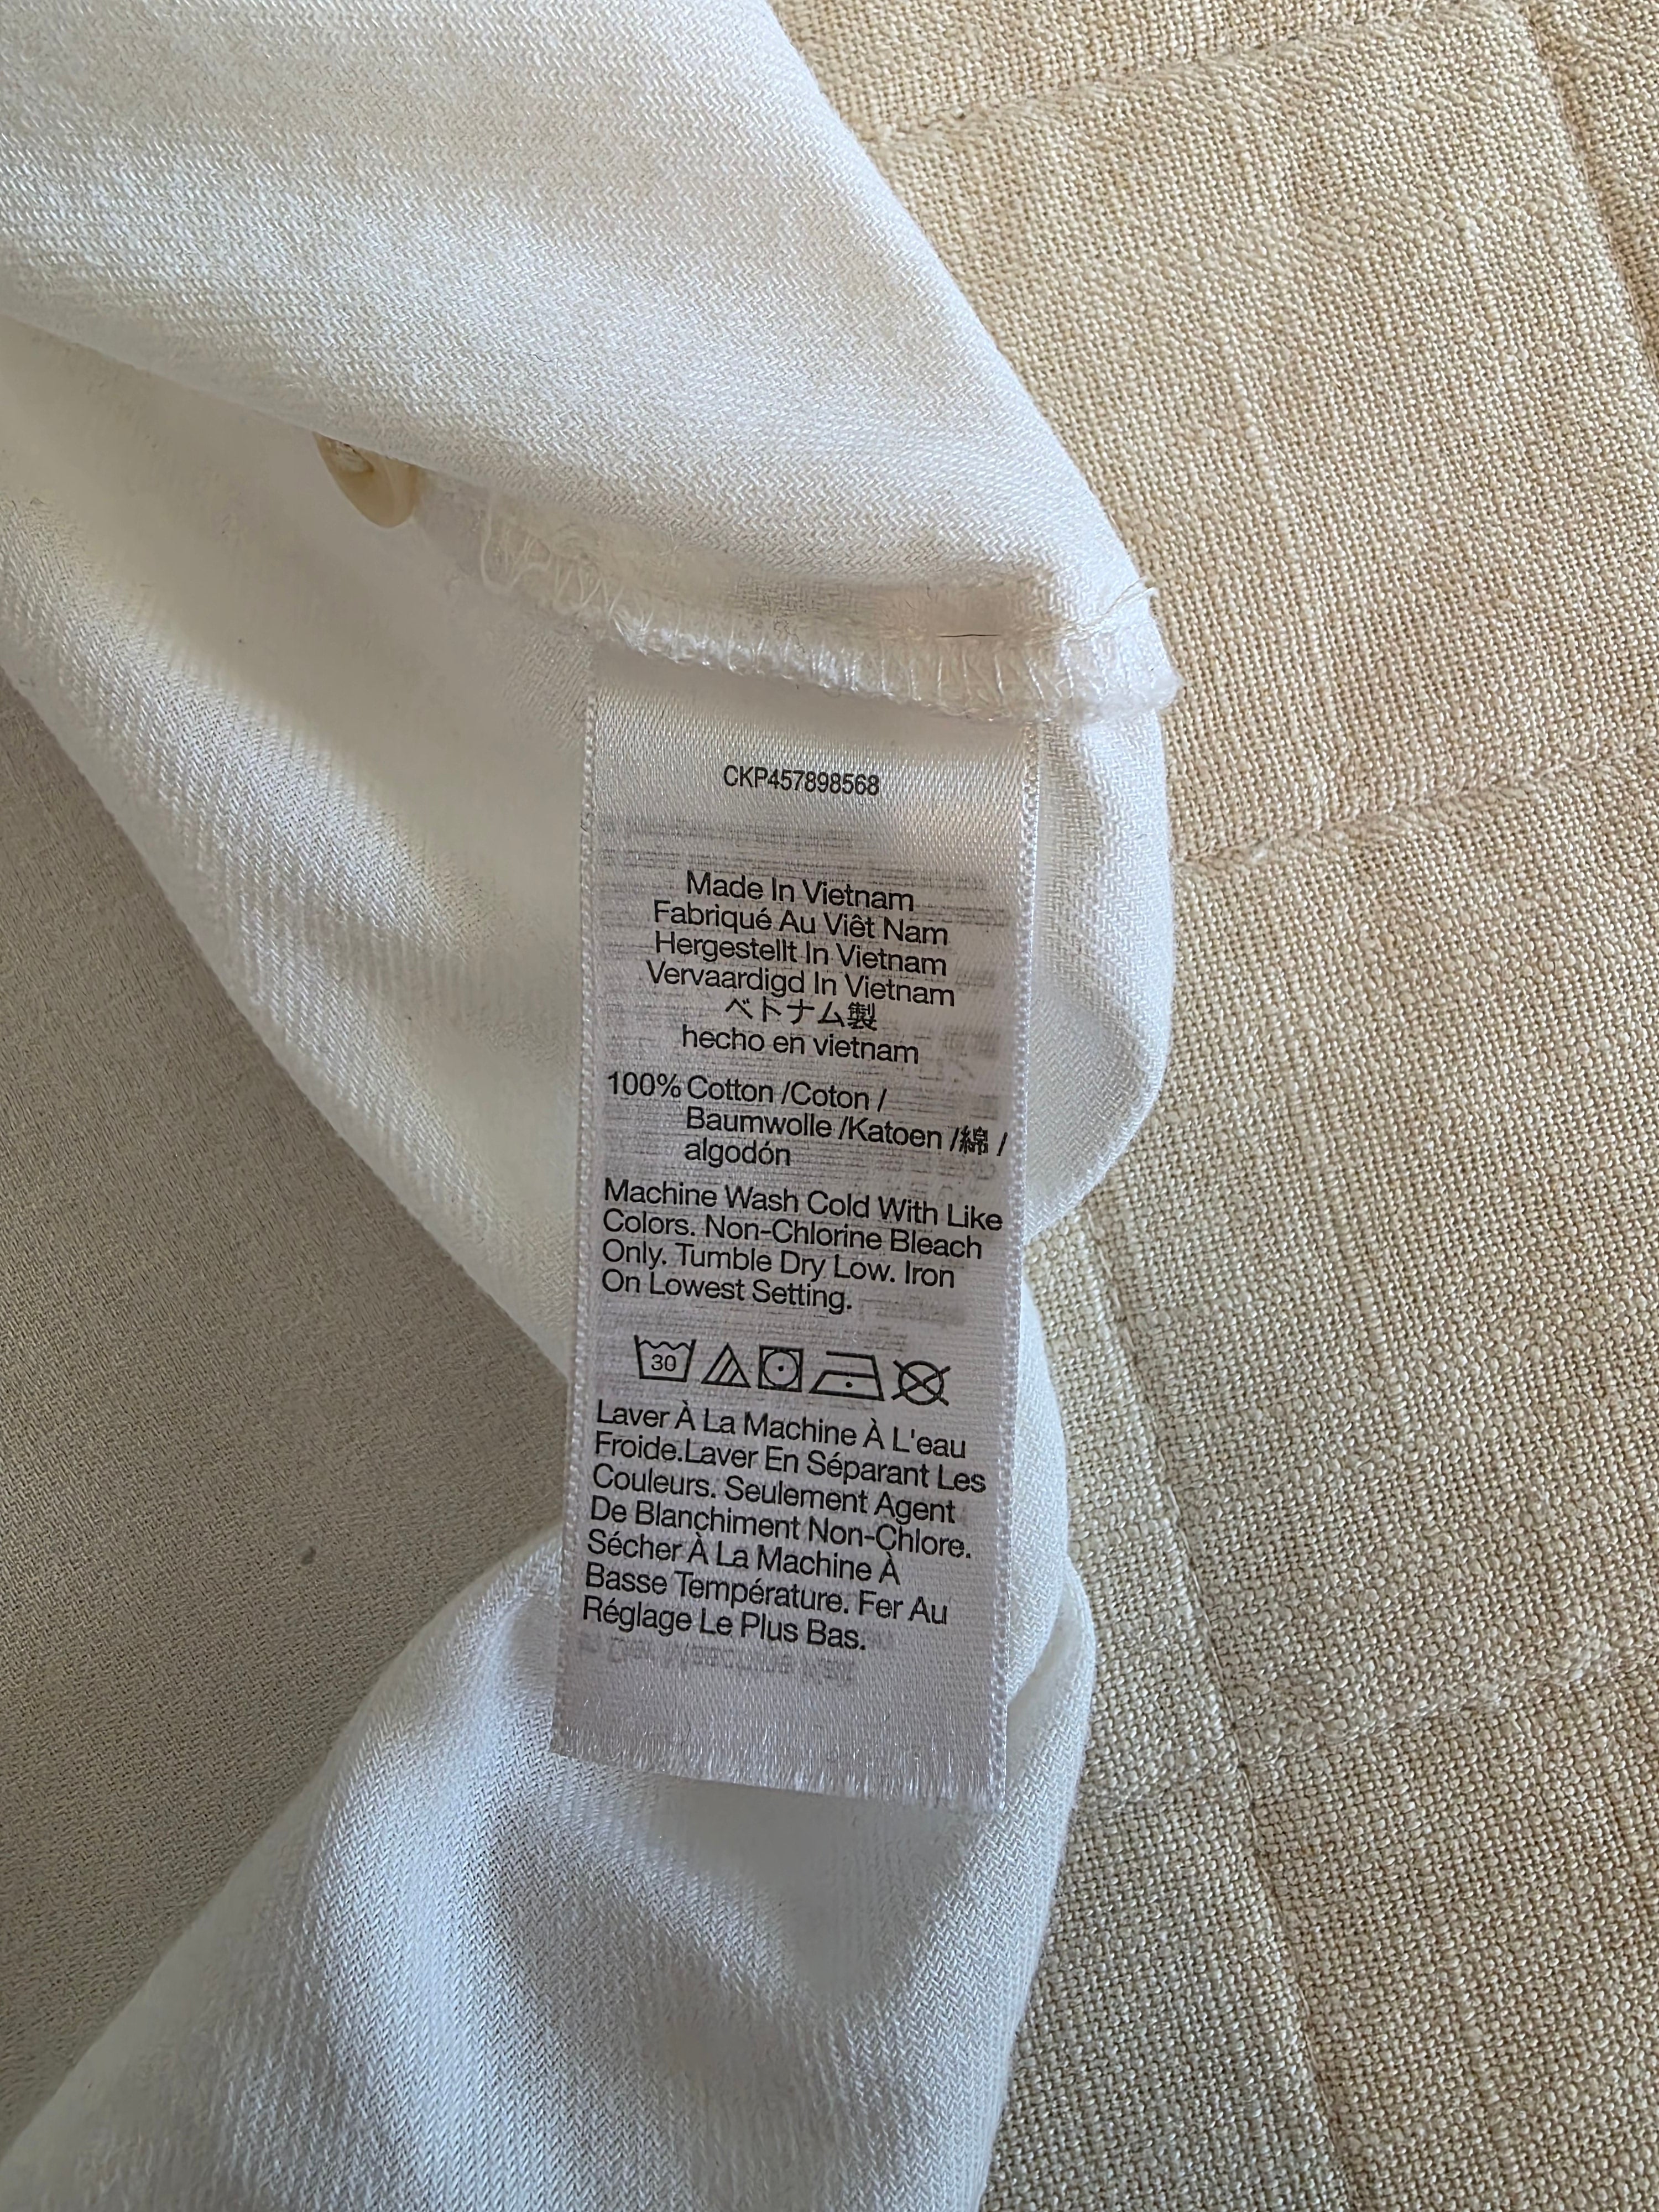 CKP457898568
Made In Vietnam
Fabriqué Au Viêt Nam
Hergestellt In Vietnam
Vervaardigd In Vietnam
ベトナム製
hecho en vietnam
100% Cotton /Coton /
Baumwolle /Katoen /綿 /
algodón
Machine Wash Cold With Like
Colors. Non-Chlorine Bleach
Only. Tumble Dry Low. Iron
On Lowest Setting.
30
Laver À La Machine À L'eau
Froide.Laver En Séparant Les
Couleurs. Seulement Agent
De Blanchiment Non-Chlore.
Sécher À La Machine À
Basse Température. Fer Au
Réglage Le Plus Bas.